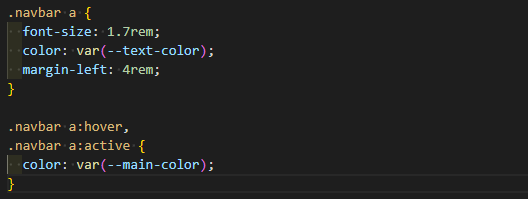 .navbar a {
  font-size: 1.7rem;
  color: var(--text-color);
  margin-left: 4rem;
}

.navbar a:hover,
.navbar a:active {
  color: var(--main-color);
}